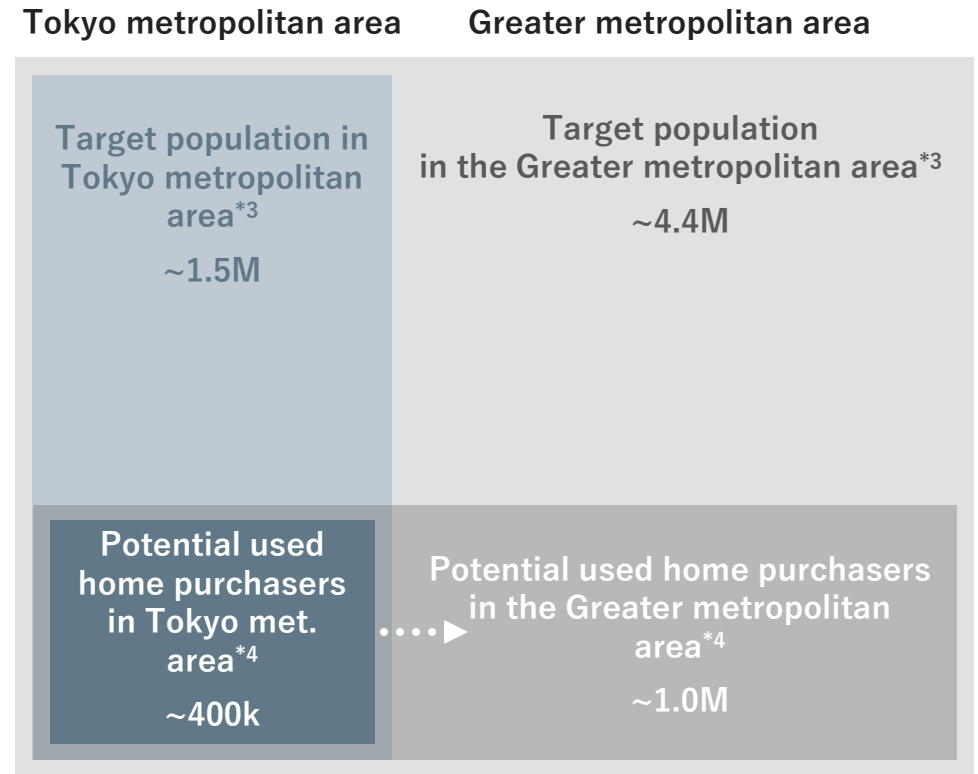 Tokyo metropolitan area
Greater metropolitan area
Target population in
Tokyo metropolitan
area*3
~1.5M
Target population
in the Greater metropolitan area*3
~4.4M
Potential used
home purchasers
in Tokyo met.
area*4
~400k
Potential used home purchasers
in the Greater metropolitan
area*4
~1.0M